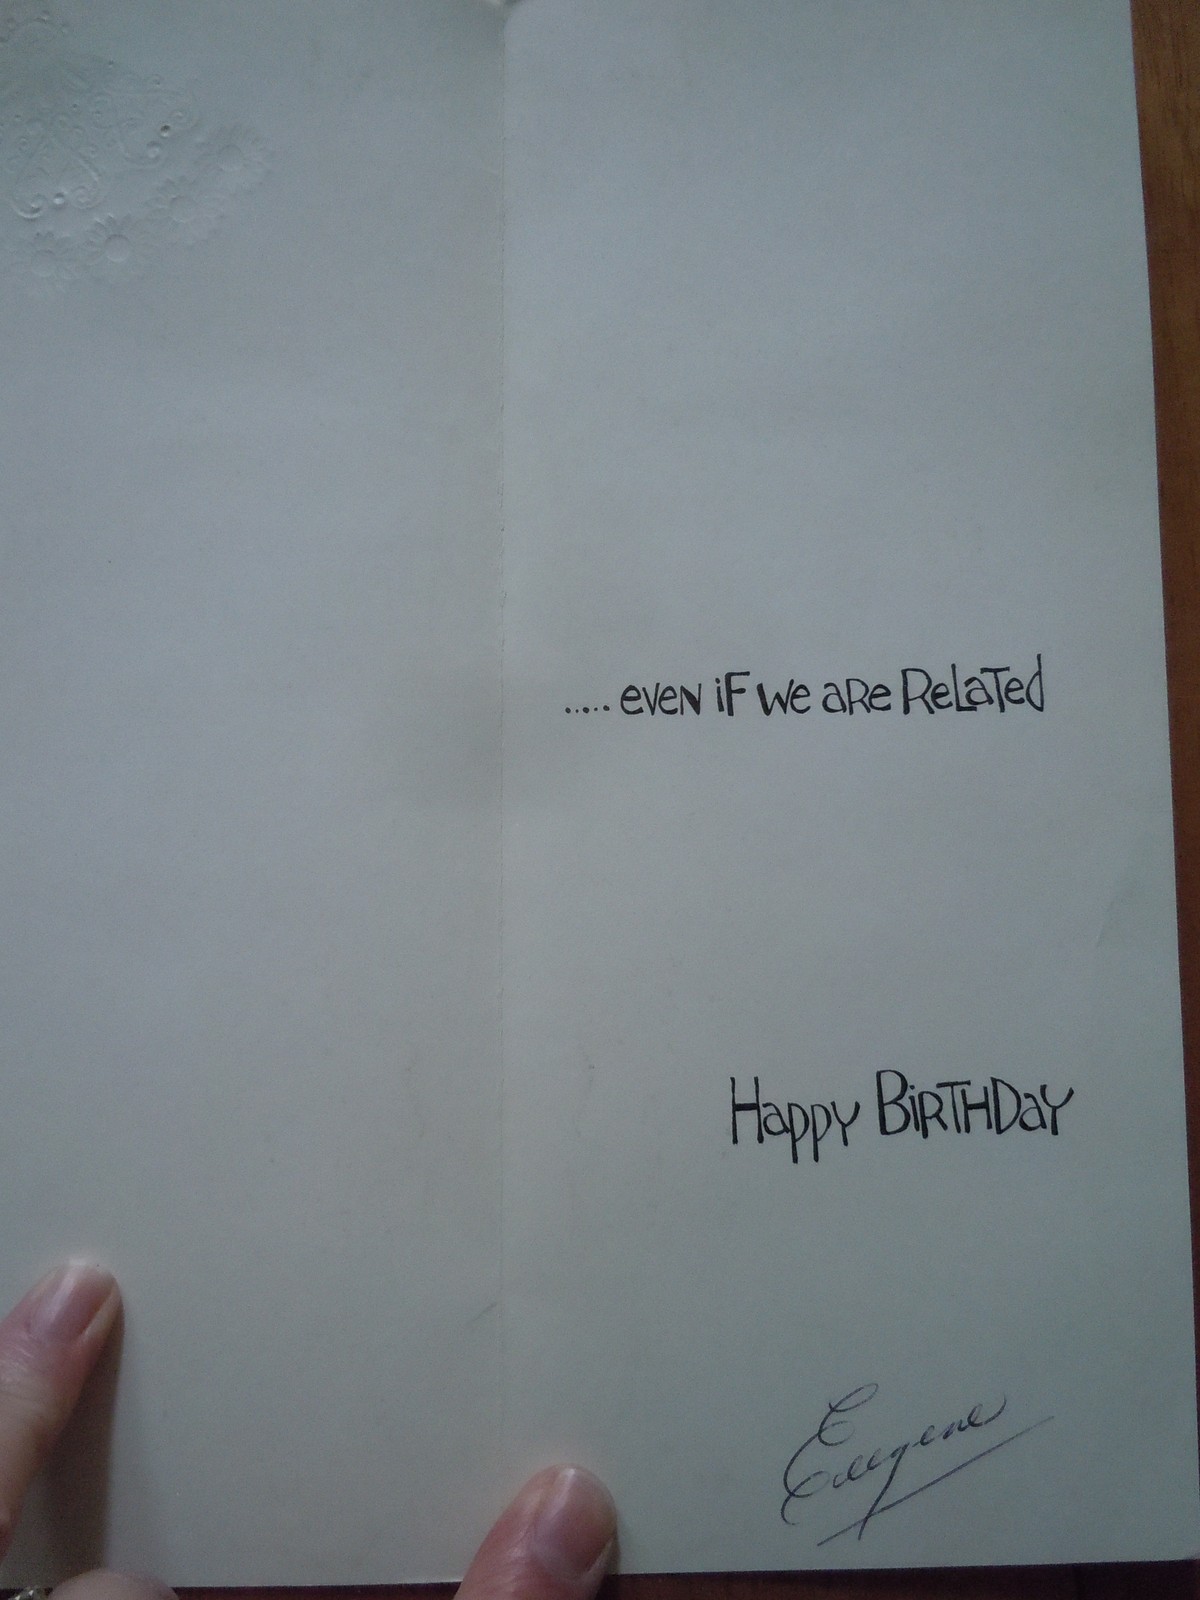 ..... even iF we aRe ReLaTed
Happy BiRTHDaY
Eugene